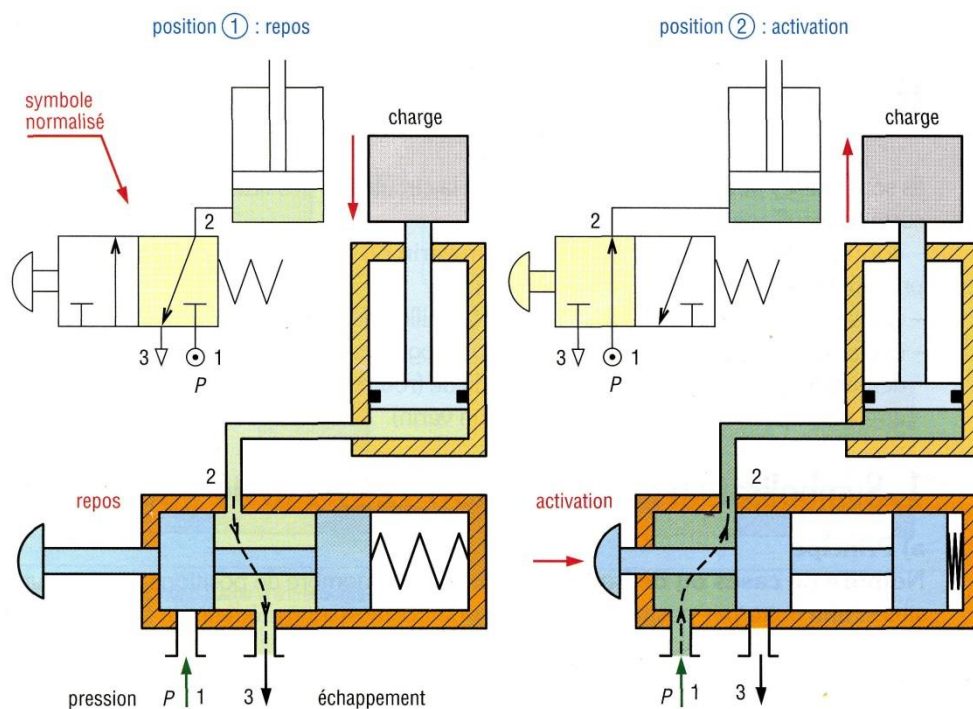 position ① : repos
position ② : activation
symbole
normalisé
charge
charge
2
2
3
1
P
3
1
P
2
2
repos
activation
pression
P
1
3
échappement
P
1
3